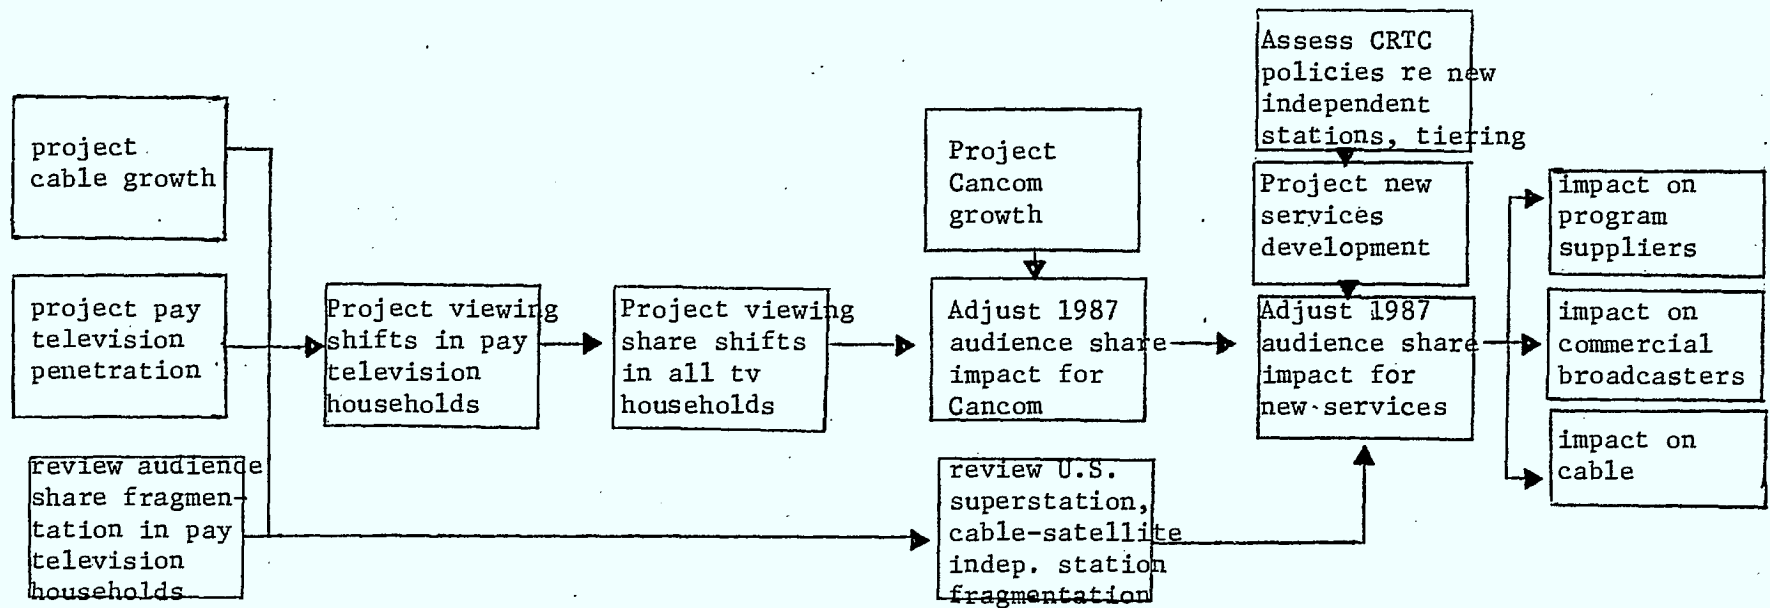 project
cable growth
project pay
television
penetration
review audience
share fragmen-
tation in pay
television
households
Project viewing
shifts in pay
television
households
Project viewing
share shifts
in all tv
households
Project
Cancom
growth
Adjust 1987
audience share
impact for
Cancom
review U.S.
superstation,
cable-satellite
indep. station
fragmentation
Assess CRTC
policies re new
independent
stations, tiering
Project new
services
development
Adjust 1987
audience share
impact for
new services
impact on
program
suppliers
impact on
commercial
broadcasters
impact on
cable